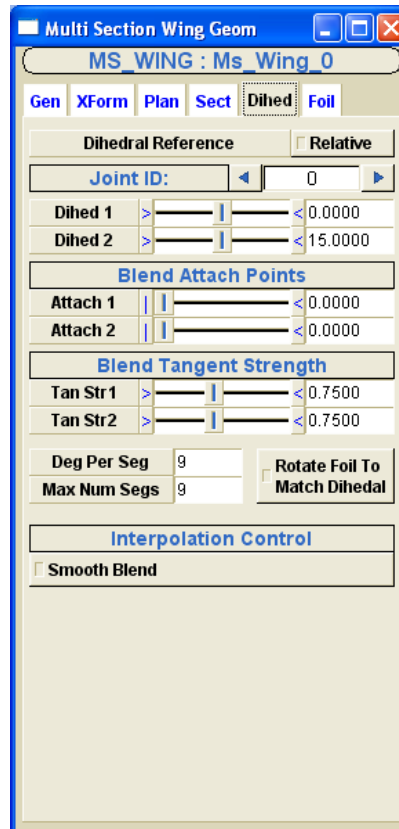 Multi Section Wing Geom
MS_WING : Ms_Wing_0
Gen XForm Plan Sect Dihed Foil
Dihedral Reference Relative
Joint ID: 0
Dihed 1 > < 0.0000
Dihed 2 > < 15.0000
Blend Attach Points
Attach 1 | < 0.0000
Attach 2 | < 0.0000
Blend Tangent Strength
Tan Str1 > < 0.7500
Tan Str2 > < 0.7500
Deg Per Seg 9
Max Num Segs 9
Rotate Foil To
Match Dihedal
Interpolation Control
Smooth Blend